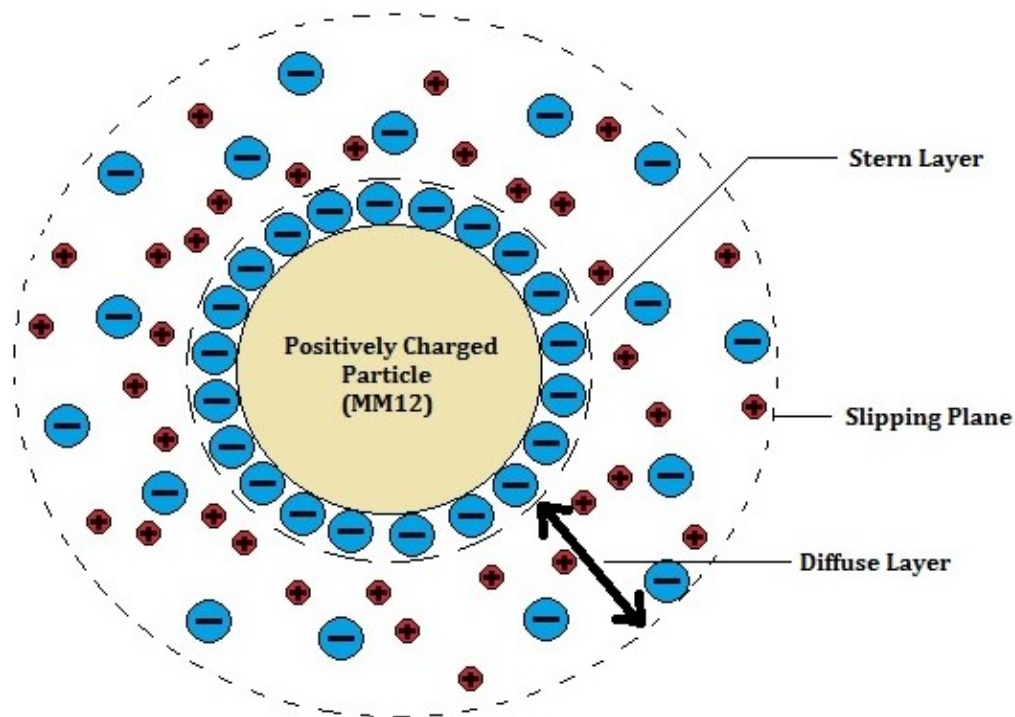 Stern Layer
Positively Charged
Particle
(MM12)
Slipping Plane
Diffuse Layer